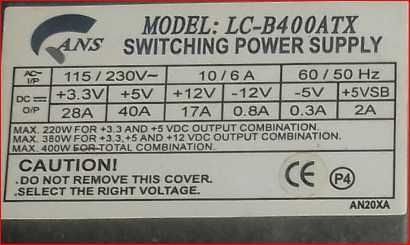 ANS
MODEL: LC-B400ATX
SWITCHING POWER SUPPLY
AC~ I/P 115 / 230V~ 10 / 6 A 60 / 50 Hz
DC ⎓ O/P +3.3V +5V +12V -12V -5V +5VSB
28A 40A 17A 0.8A 0.3A 2A
MAX. 220W FOR +3.3 AND +5 VDC OUTPUT COMBINATION.
MAX. 380W FOR +3.3,+5 AND +12 VDC OUTPUT COMBINATION.
MAX. 400W FOR TOTAL COMBINATION.
CAUTION!
.DO NOT REMOVE THIS COVER.
.SELECT THE RIGHT VOLTAGE.
CE P4
AN20XA